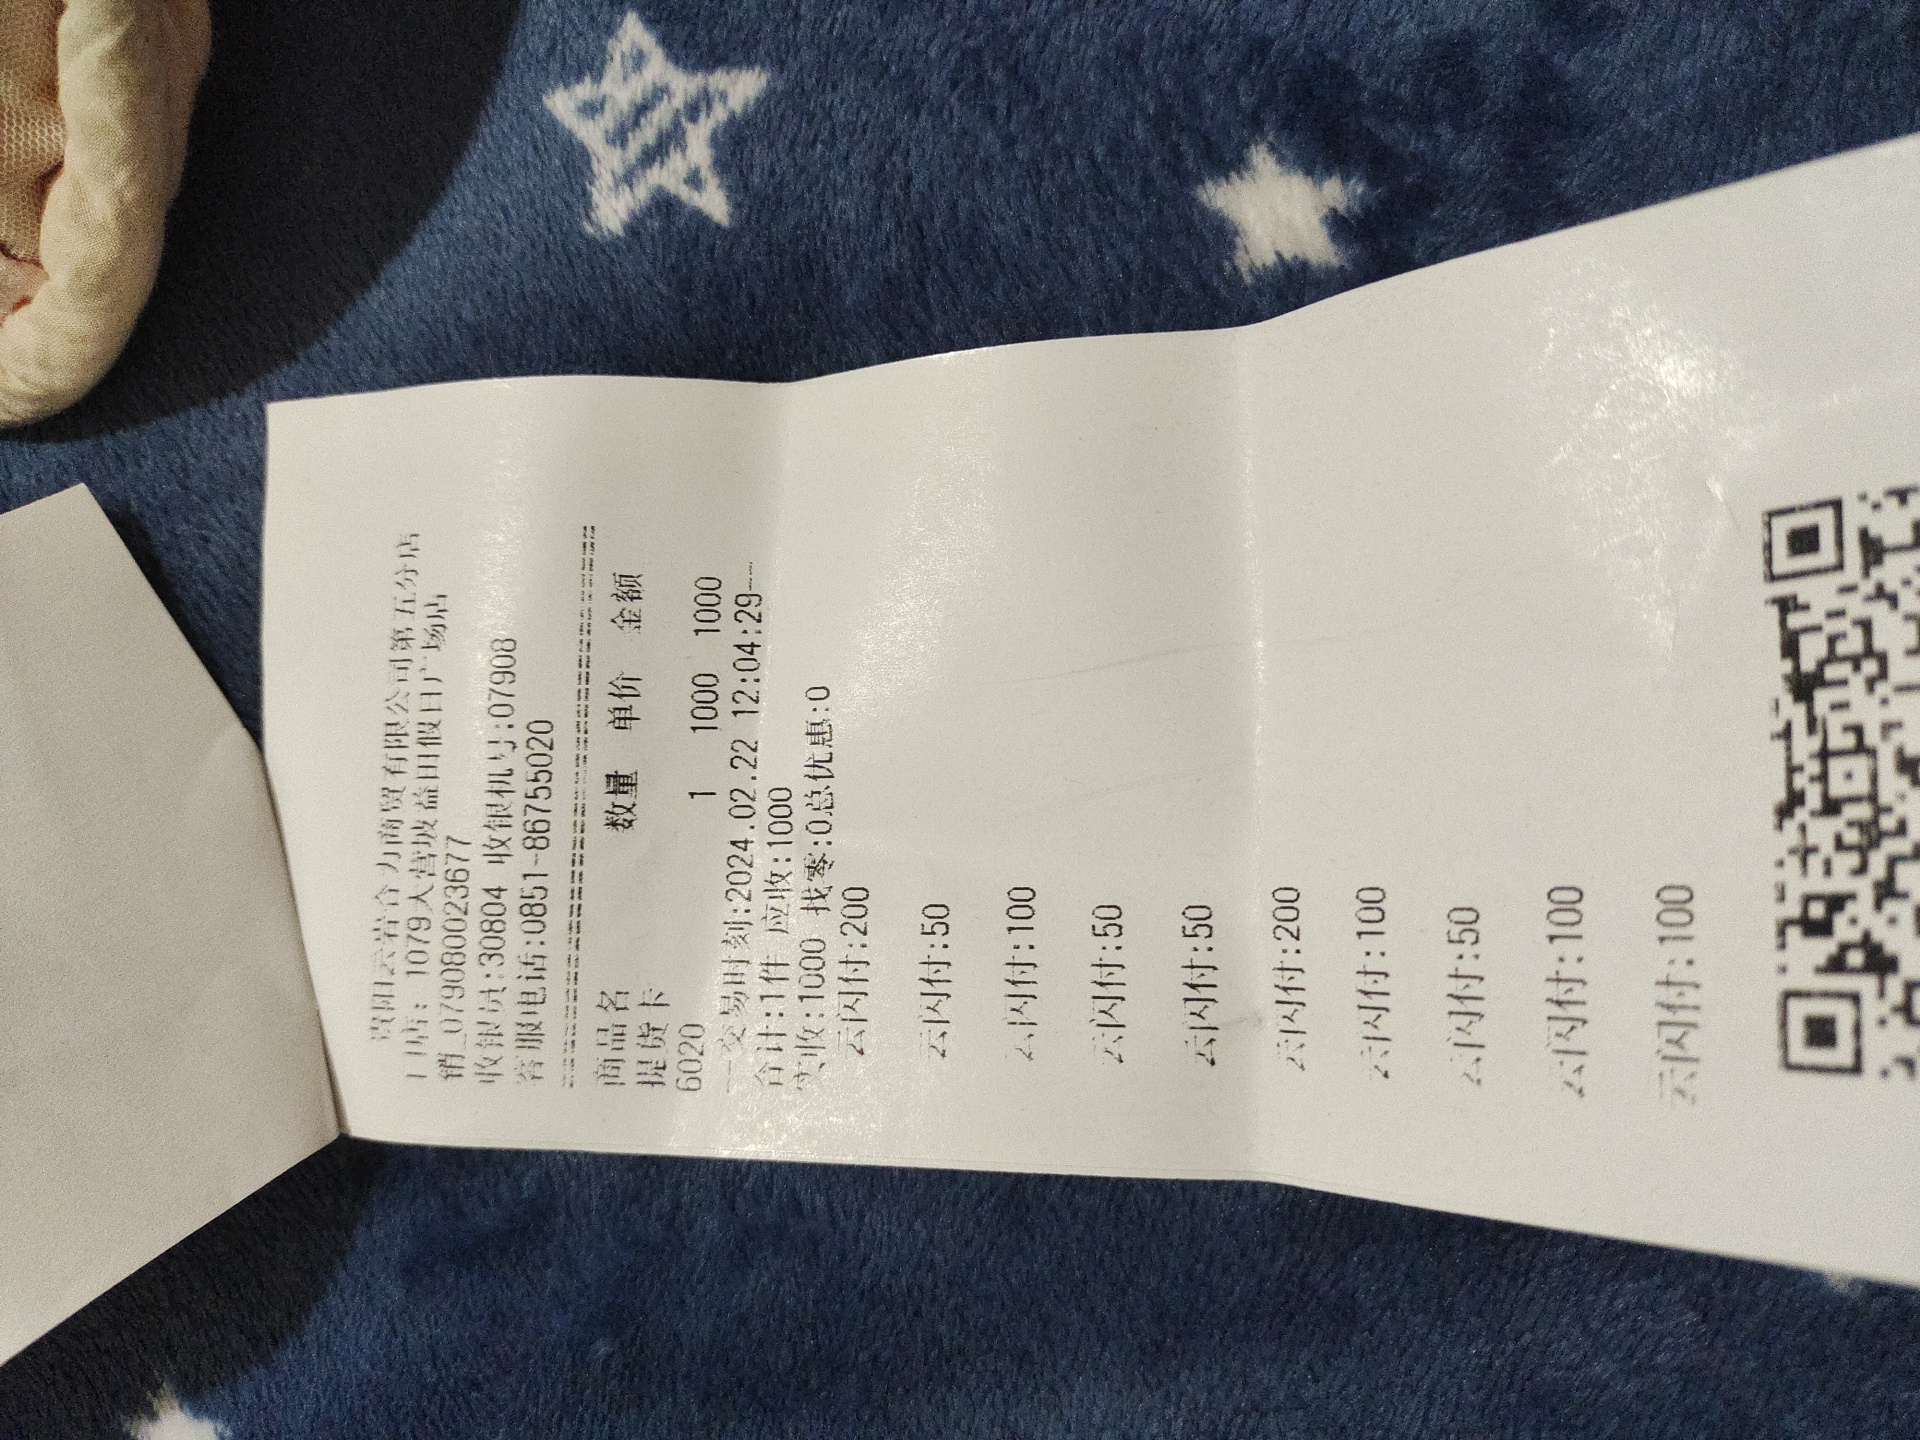 贵阳云岩合力商贸有限公司第五分店
门店: 1079大营坡益田假日广场店
销_0790800023677
收银员:30804 收银机号:07908
客服电话:0851-86755020
商品名 数量 单价 金额
提货卡
6020 1 1000 1000
---交易时刻:2024.02.22 12:04:29---
合计:1件 应收:1000
实收:1000 找零:0总优惠:0
云闪付:200
云闪付:50
云闪付:100
云闪付:50
云闪付:50
云闪付:200
云闪付:100
云闪付:50
云闪付:100
云闪付:100